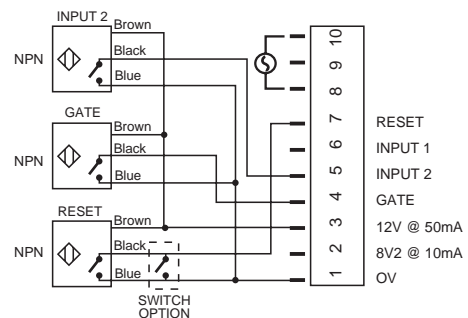 INPUT 2
Brown
Black
NPN
Blue
GATE
Brown
Black
NPN
Blue
RESET
Brown
Black
NPN
Blue
SWITCH
OPTION
10
9
8
7 RESET
6 INPUT 1
5 INPUT 2
4 GATE
3 12V @ 50mA
2 8V2 @ 10mA
1 OV